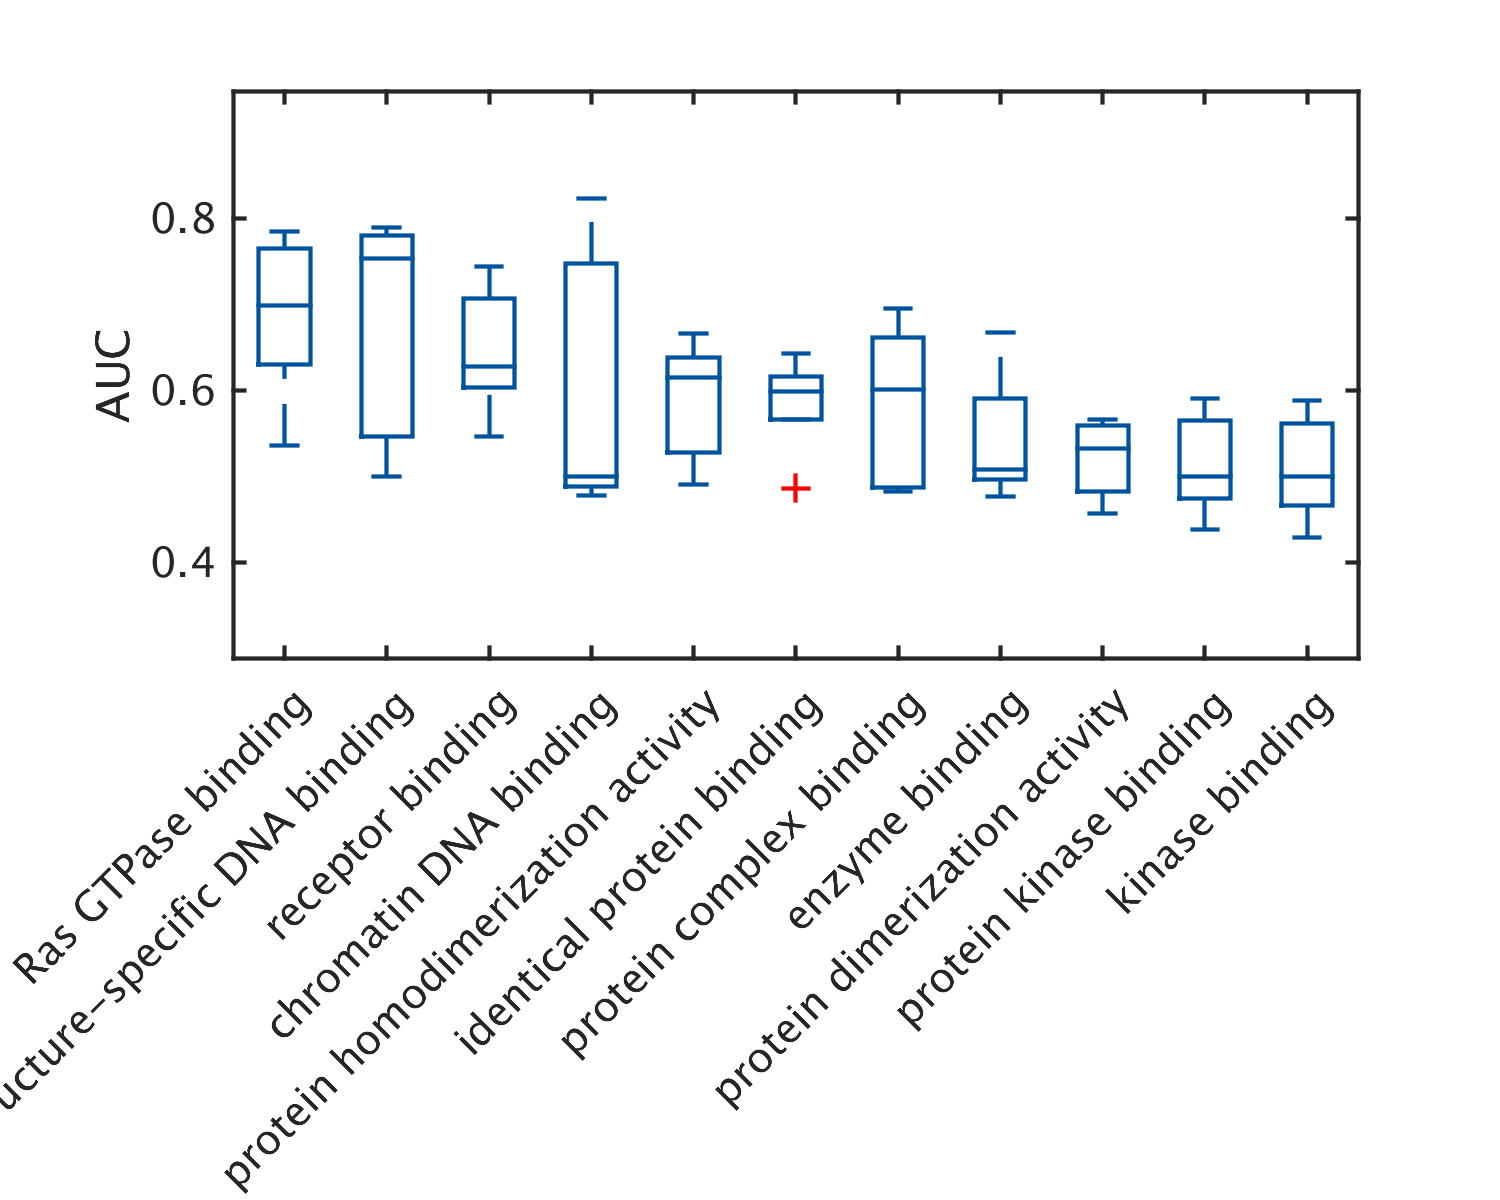 AUC
0.8
0.6
0.4
Ras GTPase binding
ucture−specific DNA binding
receptor binding
chromatin DNA binding
protein homodimerization activity
identical protein binding
protein complex binding
enzyme binding
protein dimerization activity
protein kinase binding
kinase binding